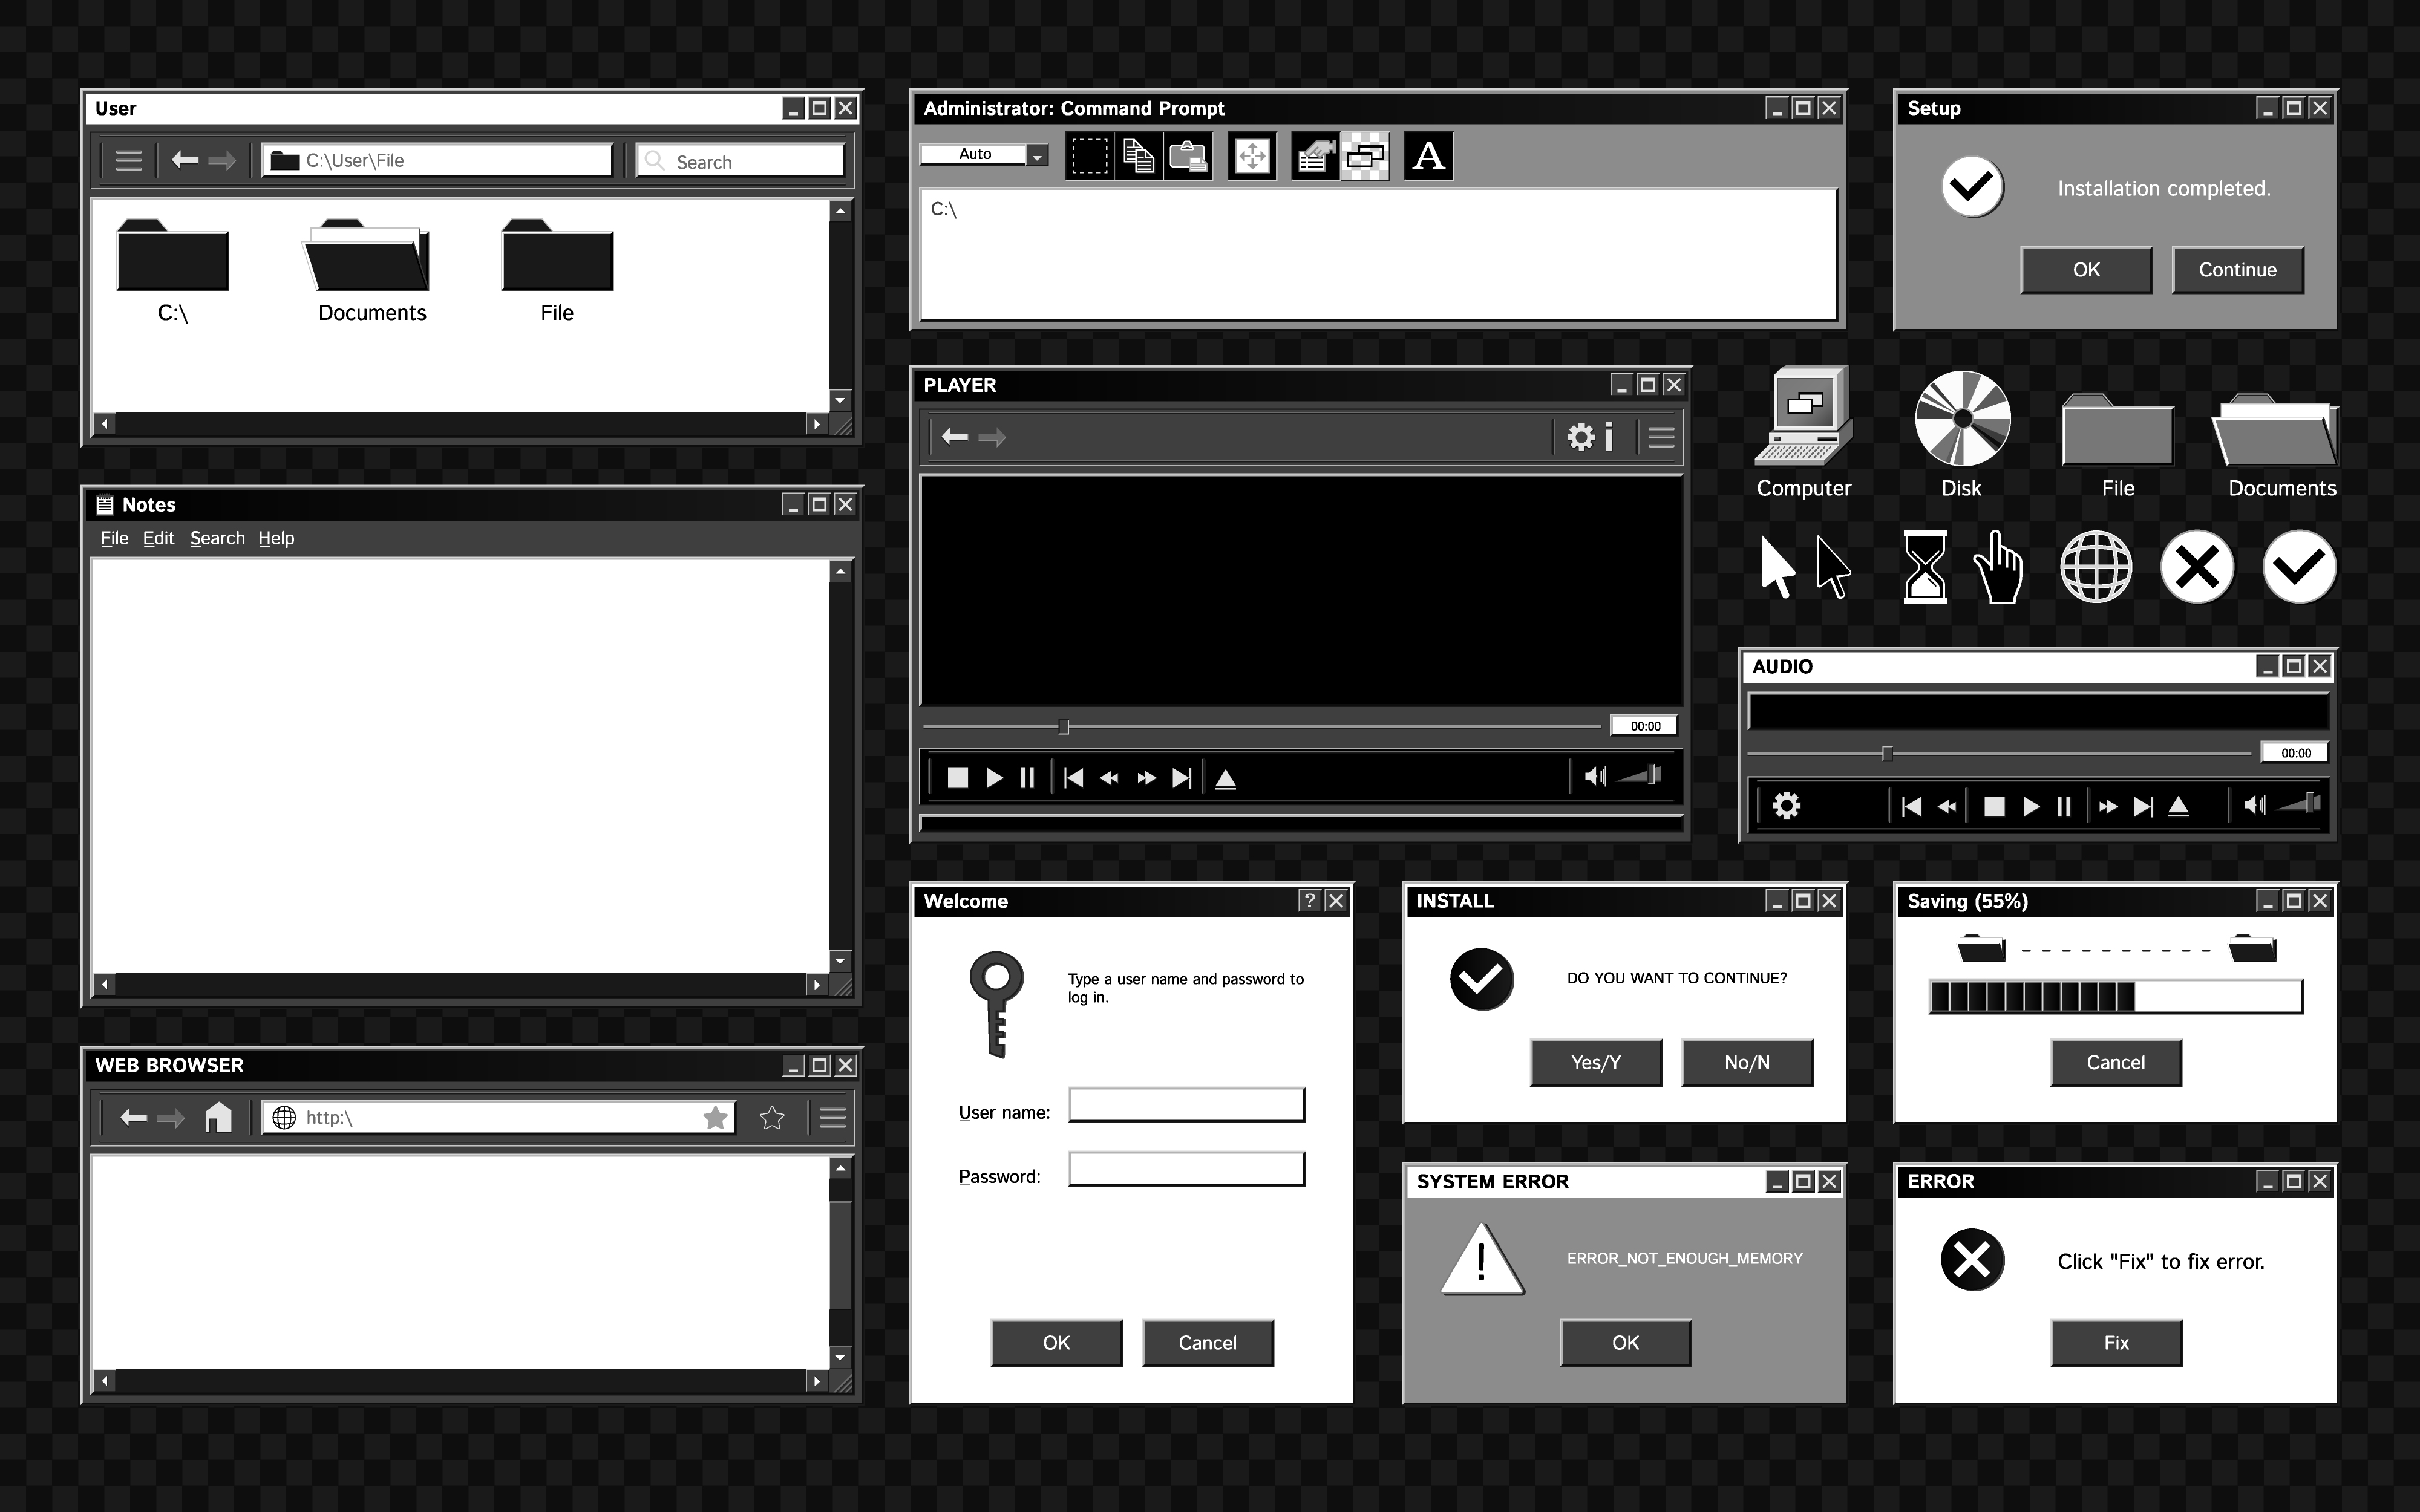 User
C:\User\File
Search
C:\
Documents
File
Administrator: Command Prompt
Auto
A
C:\
Setup
Installation completed.
OK
Continue
Notes
File Edit Search Help
PLAYER
i
00:00
Computer
Disk
File
Documents
AUDIO
00:00
WEB BROWSER
http:\
Welcome
?
Type a user name and password to
log in.
User name:
Password:
OK
Cancel
INSTALL
DO YOU WANT TO CONTINUE?
Yes/Y
No/N
Saving (55%)
Cancel
SYSTEM ERROR
!
ERROR_NOT_ENOUGH_MEMORY
OK
ERROR
Click "Fix" to fix error.
Fix